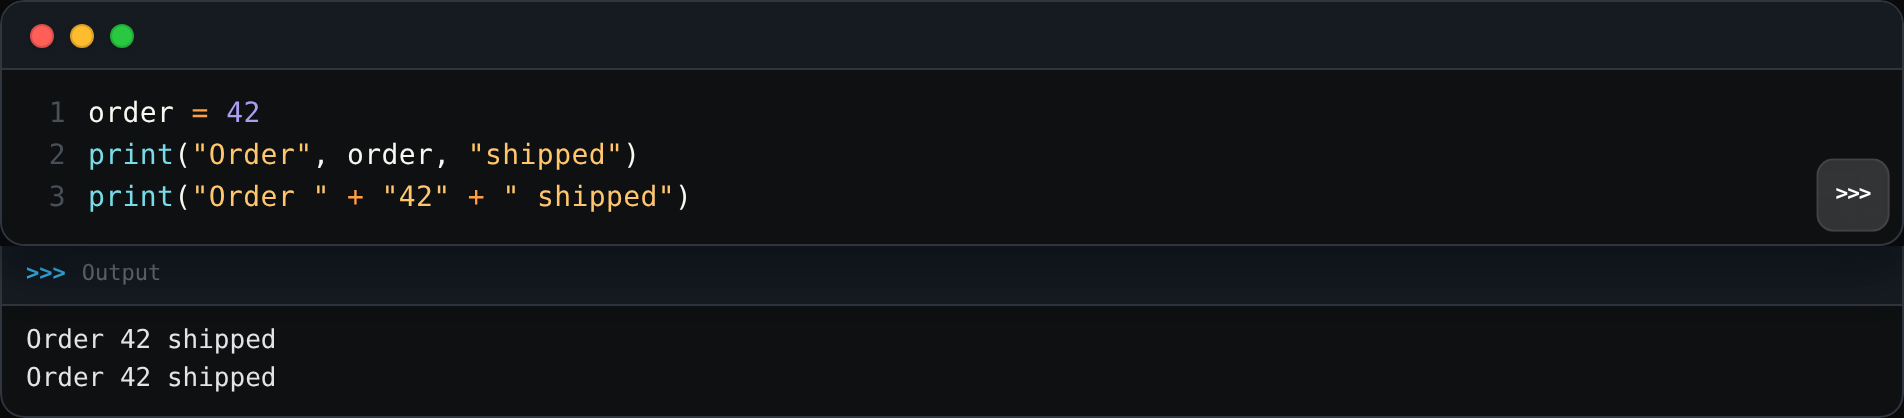 1 order = 42
2 print("Order", order, "shipped")
3 print("Order " + "42" + " shipped")
>>>
>>> Output
Order 42 shipped
Order 42 shipped